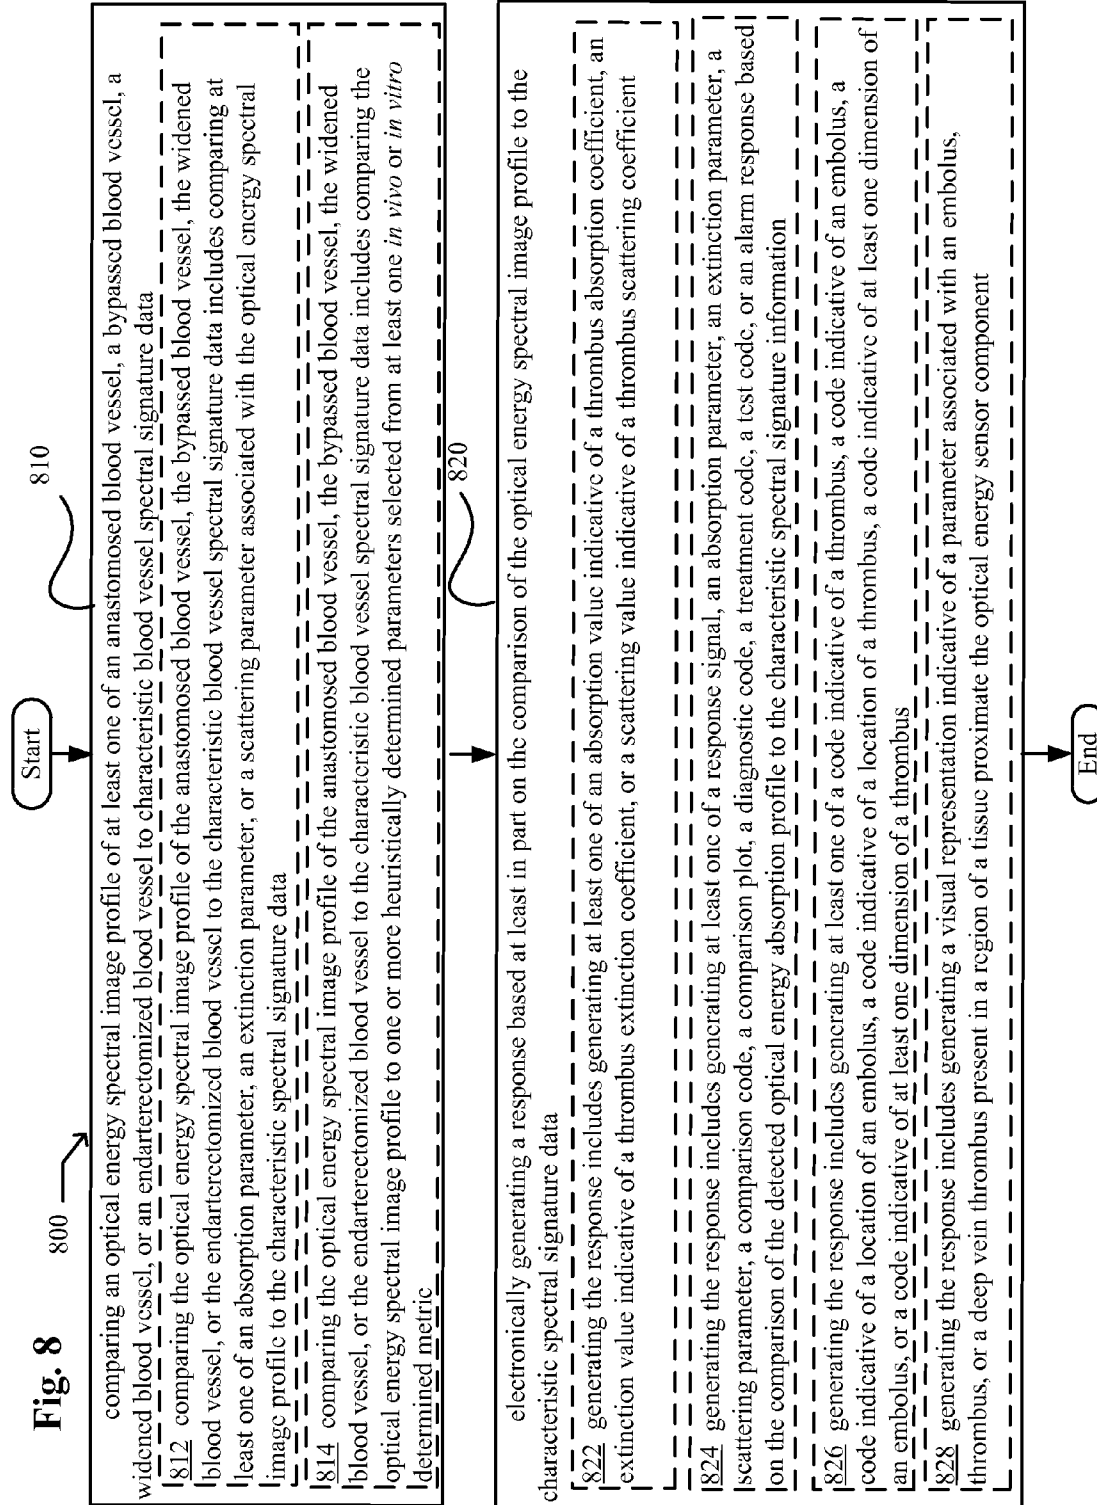 Fig. 8
800
Start
810
comparing an optical energy spectral image profile of at least one of an anastomosed blood vessel, a bypassed blood vessel, a
widened blood vessel, or an endarterectomized blood vessel to characteristic blood vessel spectral signature data
812 comparing the optical energy spectral image profile of the anastomosed blood vessel, the bypassed blood vessel, the widened
blood vessel, or the endarterectomized blood vessel to the characteristic blood vessel spectral signature data includes comparing at
least one of an absorption parameter, an extinction parameter, or a scattering parameter associated with the optical energy spectral
image profile to the characteristic spectral signature data
814 comparing the optical energy spectral image profile of the anastomosed blood vessel, the bypassed blood vessel, the widened
blood vessel, or the endarterectomized blood vessel to the characteristic blood vessel spectral signature data includes comparing the
optical energy spectral image profile to one or more heuristically determined parameters selected from at least one in vivo or in vitro
determined metric
820
electronically generating a response based at least in part on the comparison of the optical energy spectral image profile to the
characteristic spectral signature data
822 generating the response includes generating at least one of an absorption value indicative of a thrombus absorption coefficient, an
extinction value indicative of a thrombus extinction coefficient, or a scattering value indicative of a thrombus scattering coefficient
824 generating the response includes generating at least one of a response signal, an absorption parameter, an extinction parameter, a
scattering parameter, a comparison code, a comparison plot, a diagnostic code, a treatment code, a test code, or an alarm response based
on the comparison of the detected optical energy absorption profile to the characteristic spectral signature information
826 generating the response includes generating at least one of a code indicative of a thrombus, a code indicative of an embolus, a
code indicative of a location of an embolus, a code indicative of a location of a thrombus, a code indicative of at least one dimension of
an embolus, or a code indicative of at least one dimension of a thrombus
828 generating the response includes generating a visual representation indicative of a parameter associated with an embolus,
thrombus, or a deep vein thrombus present in a region of a tissue proximate the optical energy sensor component
End